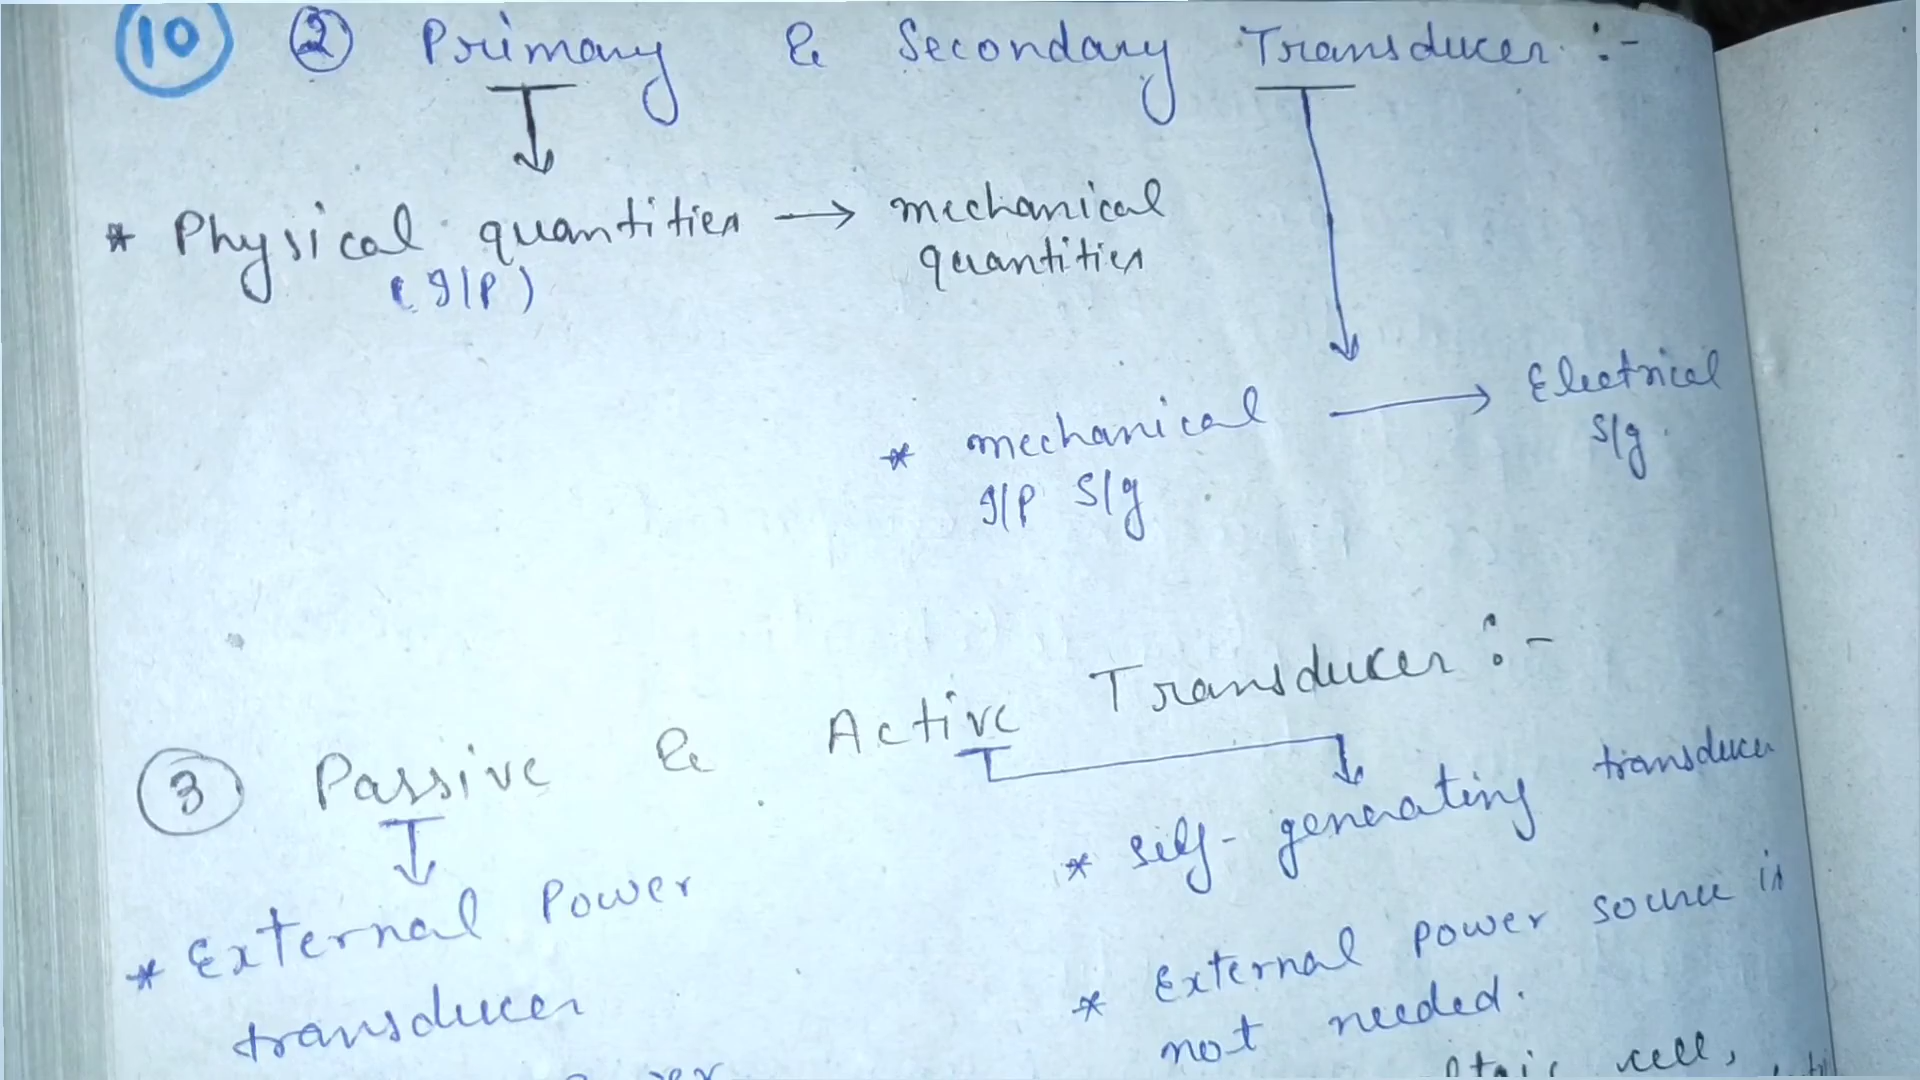 10 2 Primary & Secondary Transducer :-
* Physical quantities → mechanical quantities
(I/P)
* mechanical → Electrical
I/P S/g S/g
3 Passive & Active Transducer :-
* self-generating transducer
* External Power transducer
* External power source is
not needed.
cell,